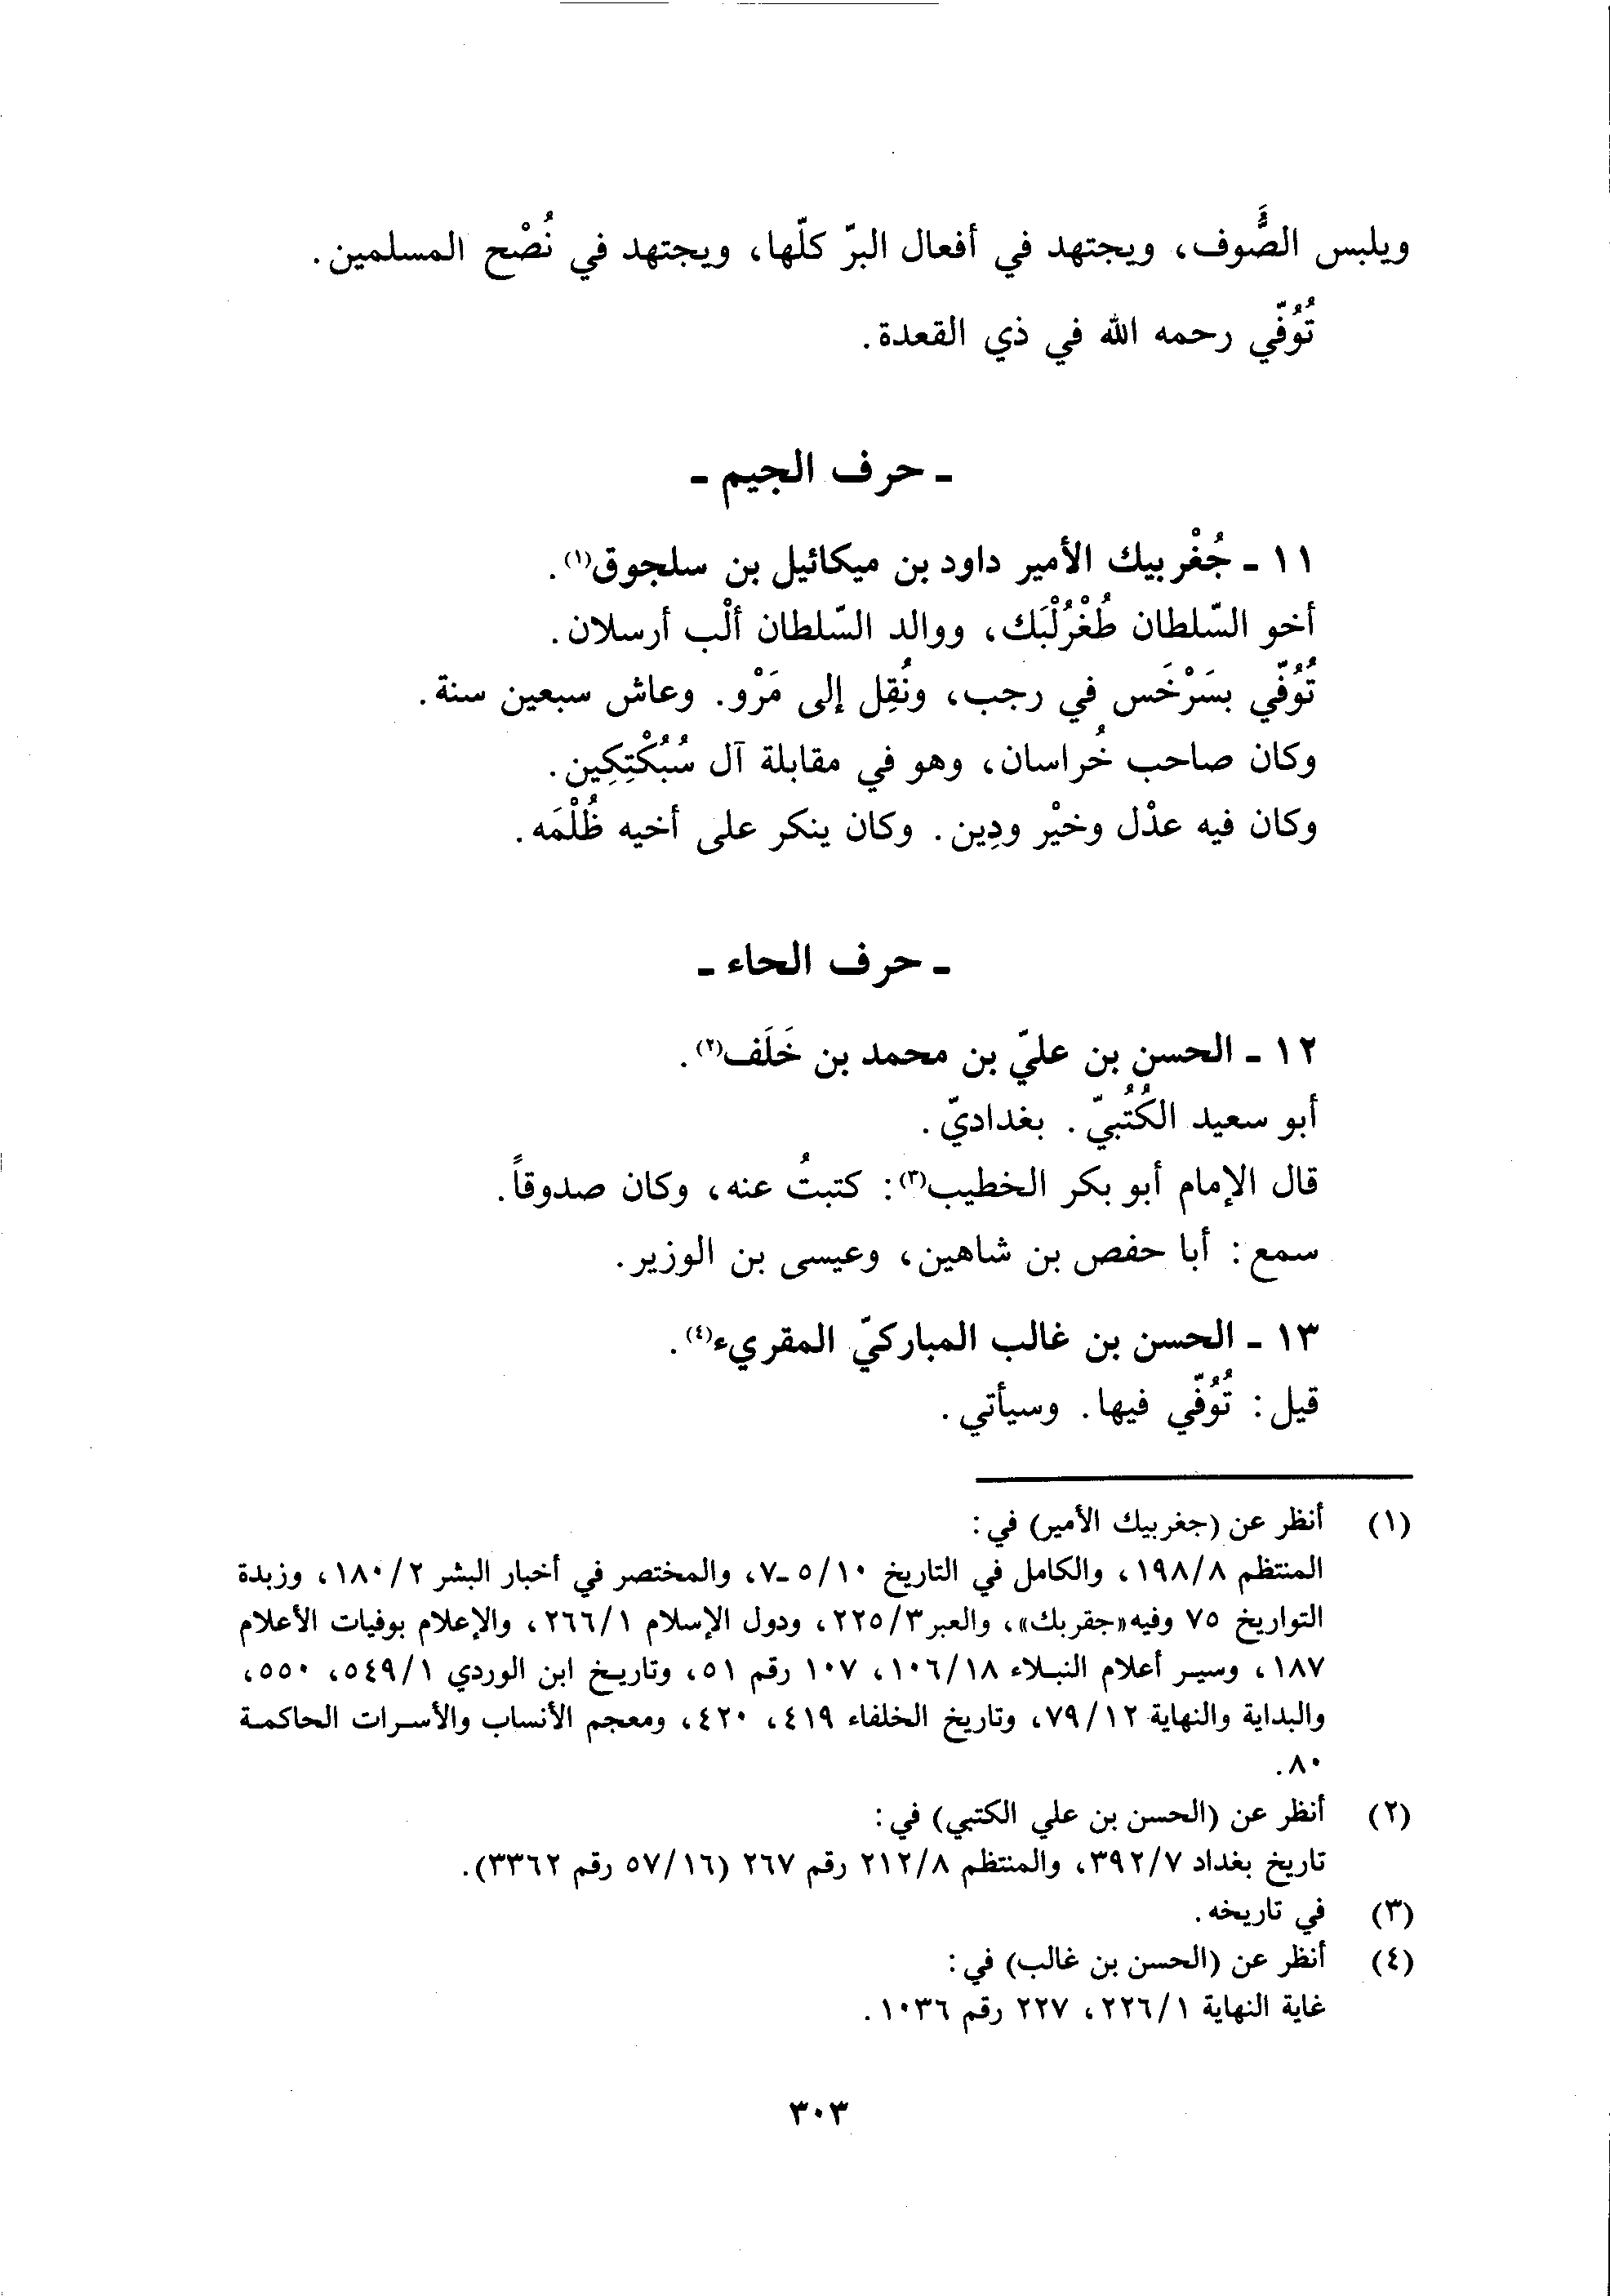 ويلبس الصُّوف، ويجتهد في أفعال البرّ كلّها، ويجتهد في نُصْح المسلمين.
تُوُفّي رحمه الله في ذي القعدة.
ـ حرف الجيم ـ
١١ ـ جُغْربيك الأمير داود بن ميكائيل بن سلجوق(١).
أخو السّلطان طُغْرُلْبَك، ووالد السّلطان ألْب أرسلان.
تُوُفّي بسَرْخَس في رجب، ونُقِل إلى مَرْو. وعاش سبعين سنة.
وكان صاحب خُراسان، وهو في مقابلة آل سُبُكْتِكِين.
وكان فيه عدْل وخيْر ودِين. وكان ينكر على أخيه ظُلْمَه.
ـ حرف الحاء ـ
١٢ ـ الحسن بن عليّ بن محمد بن خَلَف(٢).
أبو سعيد الكُتُبيّ. بغداديّ.
قال الإمام أبو بكر الخطيب(٣): كتبتُ عنه، وكان صدوقاً.
سمع: أبا حفص بن شاهين، وعيسى بن الوزير.
١٣ ـ الحسن بن غالب المباركيّ المقريء(٤).
قيل: تُوُفّي فيها. وسيأتي.
(١) أنظر عن (جغربيك الأمير) في:
المنتظم ١٩٨/٨، والكامل في التاريخ ٥/١٠ ـ٧، والمختصر في أخبار البشر ١٨٠/٢، وزبدة
التواريخ ٧٥ وفيه«جقربك»، والعبر ٢٢٥/٣، ودول الإسلام ٢٦٦/١، والإعلام بوفيات الأعلام
١٨٧، وسير أعلام النبلاء ١٠٦/١٨، ١٠٧ رقم ٥١، وتاريخ ابن الوردي ٥٤٩/١، ٥٥٠،
والبداية والنهاية ٧٩/١٢، وتاريخ الخلفاء ٤١٩، ٤٢٠، ومعجم الأنساب والأسرات الحاكمة
٨٠.
(٢) أنظر عن (الحسن بن علي الكتبي) في:
تاريخ بغداد ٣٩٢/٧، والمنتظم ٢١٢/٨ رقم ٢٦٧ (٥٧/١٦ رقم ٣٣٦٢).
(٣) في تاريخه.
(٤) أنظر عن (الحسن بن غالب) في:
غاية النهاية ٢٢٦/١، ٢٢٧ رقم ١٠٣٦.
٣٠٣